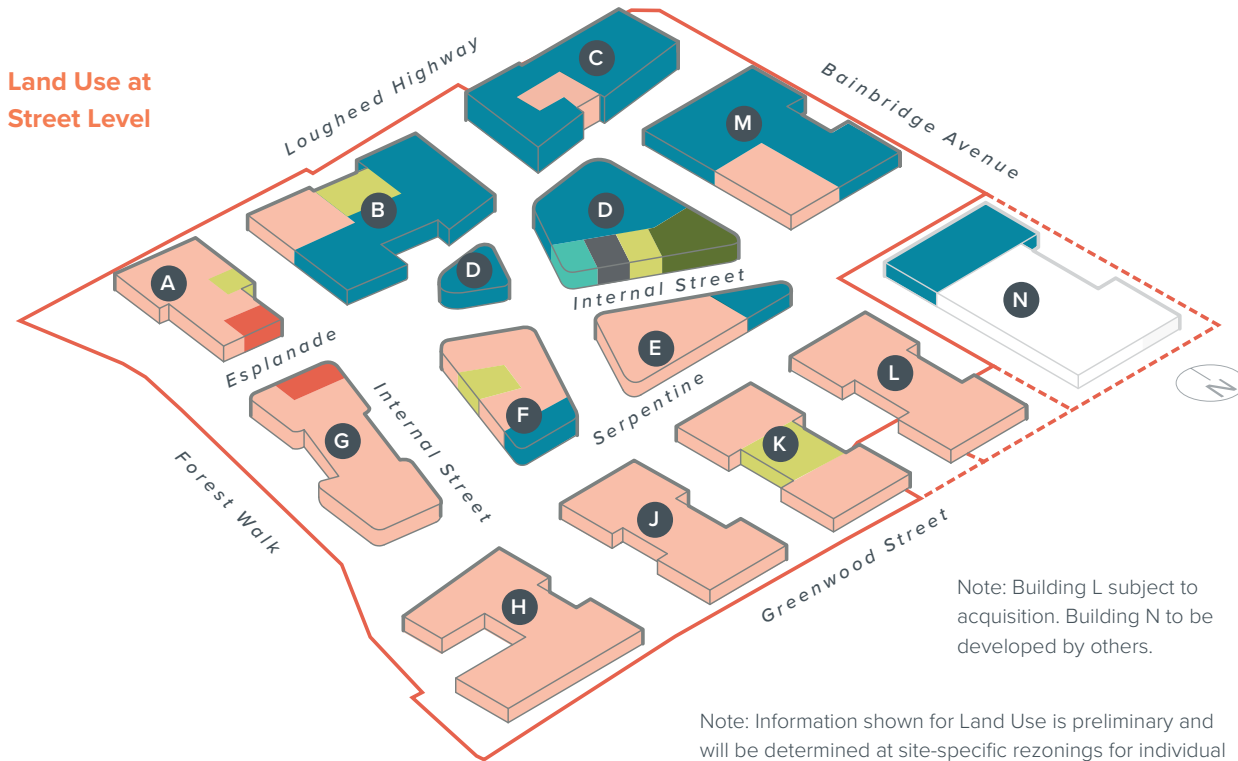 Land Use at
Street Level
Lougheed Highway
Bainbridge Avenue
C
M
B
D
A
D
Internal Street
N
E
Esplanade
L
Internal Street
F
Serpentine
N
G
K
Forest Walk
J
Greenwood Street
H
Note: Building L subject to
acquisition. Building N to be
developed by others.
Note: Information shown for Land Use is preliminary and
will be determined at site-specific rezonings for individual